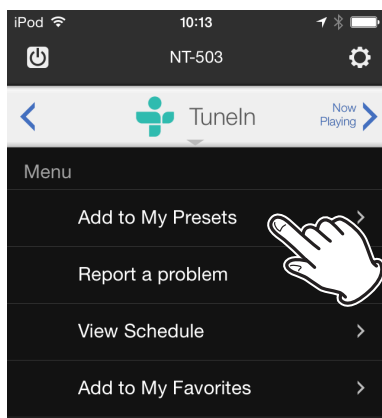 iPod 10:13
NT-503
TuneIn
Now
Playing
Menu
Add to My Presets
Report a problem
View Schedule
Add to My Favorites